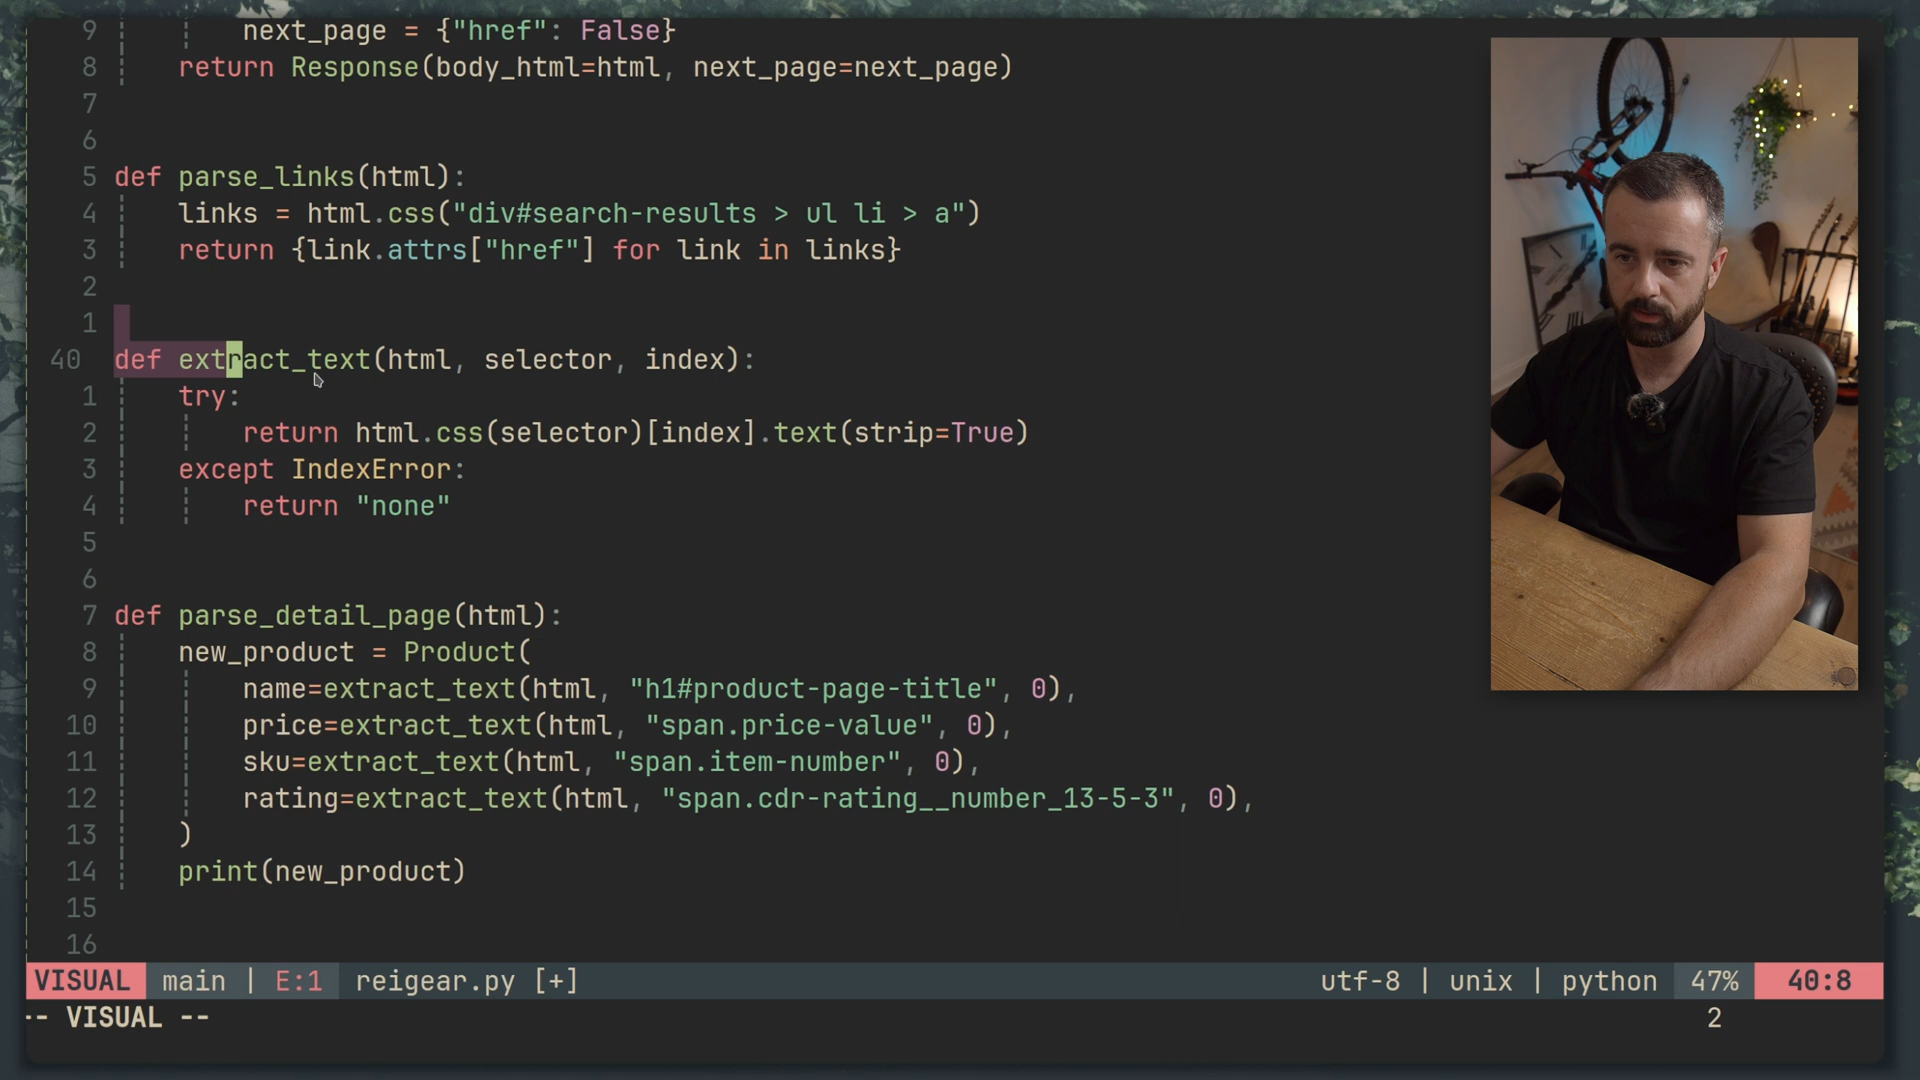 9 next_page = {"href": False}
8 return Response(body_html=html, next_page=next_page)
7
6
5 def parse_links(html):
4 links = html.css("div#search-results > ul li > a")
3 return {link.attrs["href"] for link in links}
2
1
40 def extract_text(html, selector, index):
1 try:
2 return html.css(selector)[index].text(strip=True)
3 except IndexError:
4 return "none"
5
6
7 def parse_detail_page(html):
8 new_product = Product(
9 name=extract_text(html, "h1#product-page-title", 0),
10 price=extract_text(html, "span.price-value", 0),
11 sku=extract_text(html, "span.item-number", 0),
12 rating=extract_text(html, "span.cdr-rating__number_13-5-3", 0),
13 )
14 print(new_product)
15
16
VISUAL main | E:1 reigear.py [+] utf-8 | unix | python 47% 40:8
-- VISUAL -- 2